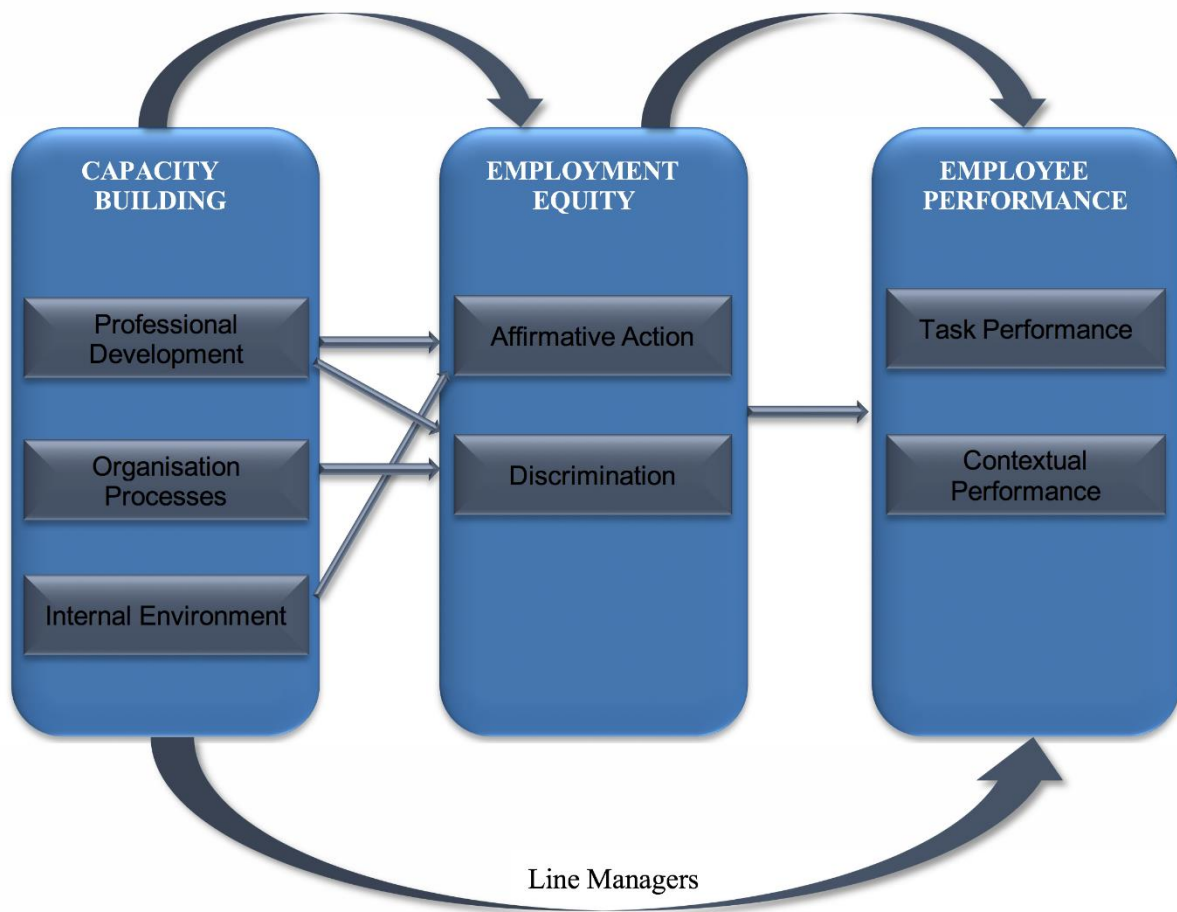 CAPACITY
BUILDING
Professional
Development
Organisation
Processes
Internal Environment
EMPLOYMENT
EQUITY
Affirmative Action
Discrimination
EMPLOYEE
PERFORMANCE
Task Performance
Contextual
Performance
Line Managers